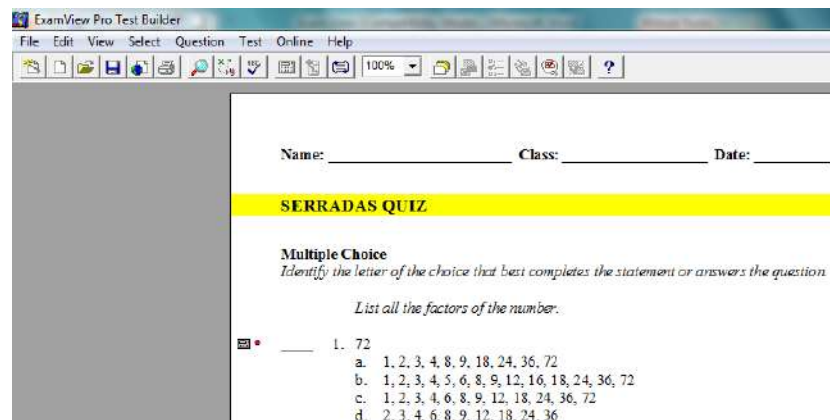 ExamView Pro Test Builder
File Edit View Select Question Test Online Help
100%
Name: Class: Date:
SERRADAS QUIZ
Multiple Choice
Identify the letter of the choice that best completes the statement or answers the question
List all the factors of the number.
1. 72
a. 1, 2, 3, 4, 8, 9, 18, 24, 36, 72
b. 1, 2, 3, 4, 5, 6, 8, 9, 12, 16, 18, 24, 36, 72
c. 1, 2, 3, 4, 6, 8, 9, 12, 18, 24, 36, 72
d. 2, 3, 4, 6, 8, 9, 12, 18, 24, 36